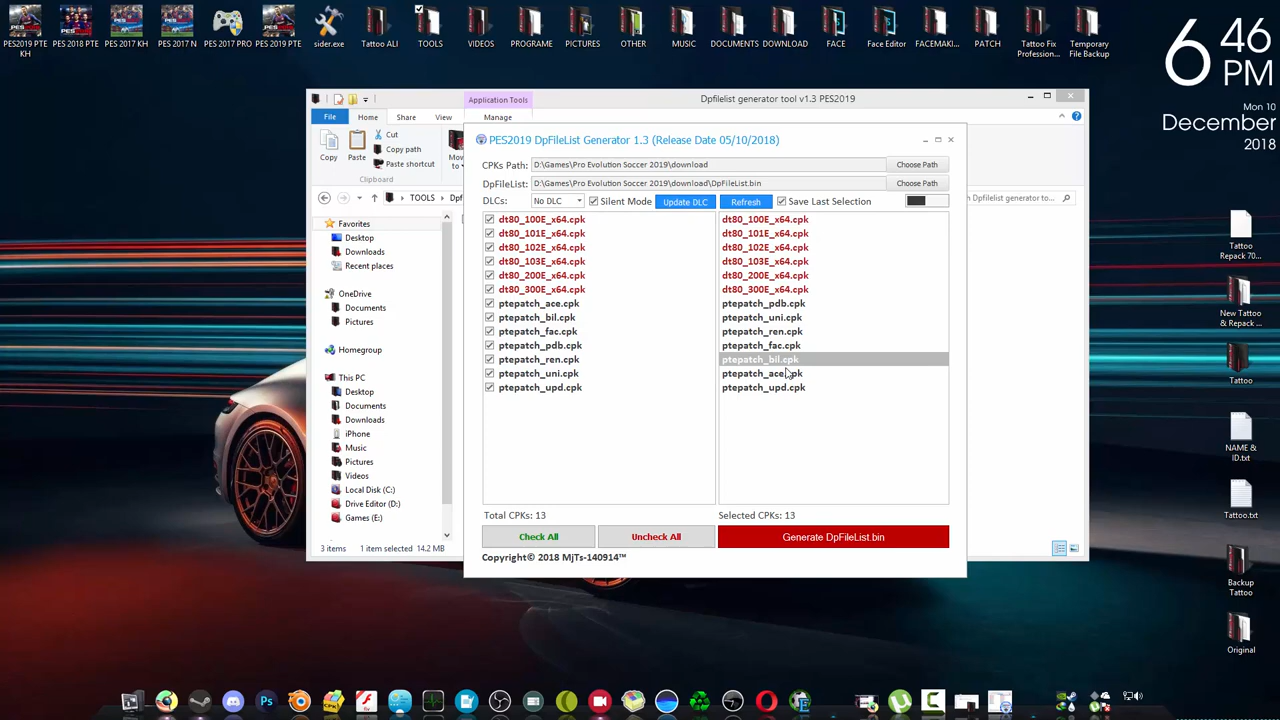 PES2019 PTE KH
PES 2018 PTE
PES 2017 KH
PES 2017 N
PES 2017 PRO
PES 2019 PTE
sider.exe
Tattoo ALI
TOOLS
VIDEOS
PROGRAME
PICTURES
OTHER
MUSIC
DOCUMENTS
DOWNLOAD
FACE
Face Editor
FACEMAKI...
PATCH
Tattoo Fix Profession...
Temporary File Backup
6 46 PM
Mon 10
December
2018
Application Tools
Dpfilelist generator tool v1.3 PES2019
File
Home
Share
View
Manage
Copy
Paste
Cut
Copy path
Paste shortcut
Move to
Clipboard
TOOLS
Favorites
Desktop
Downloads
Recent places
OneDrive
Documents
Pictures
Homegroup
This PC
Desktop
Documents
Downloads
iPhone
Music
Pictures
Videos
Local Disk (C:)
Drive Editor (D:)
Games (E:)
3 items 1 item selected 14.2 MB
PES2019 DpFileList Generator 1.3 (Release Date 05/10/2018)
CPKs Path: D:\Games\Pro Evolution Soccer 2019\download Choose Path
DpFileList: D:\Games\Pro Evolution Soccer 2019\download\DpFileList.bin Choose Path
DLCs: No DLC Silent Mode Update DLC Refresh Save Last Selection
dt80_100E_x64.cpk
dt80_101E_x64.cpk
dt80_102E_x64.cpk
dt80_103E_x64.cpk
dt80_200E_x64.cpk
dt80_300E_x64.cpk
ptepatch_ace.cpk
ptepatch_bil.cpk
ptepatch_fac.cpk
ptepatch_pdb.cpk
ptepatch_ren.cpk
ptepatch_uni.cpk
ptepatch_upd.cpk
dt80_100E_x64.cpk
dt80_101E_x64.cpk
dt80_102E_x64.cpk
dt80_103E_x64.cpk
dt80_200E_x64.cpk
dt80_300E_x64.cpk
ptepatch_pdb.cpk
ptepatch_uni.cpk
ptepatch_ren.cpk
ptepatch_fac.cpk
ptepatch_bil.cpk
ptepatch_ace.cpk
ptepatch_upd.cpk
Total CPKs: 13
Selected CPKs: 13
Check All
Uncheck All
Generate DpFileList.bin
Copyright© 2018 MjTs-140914™
h Dpfilelist generator to...
Tattoo Repack 70...
New Tattoo & Repack ...
Tattoo
NAME & ID.txt
Tattoo.txt
Backup Tattoo
Original